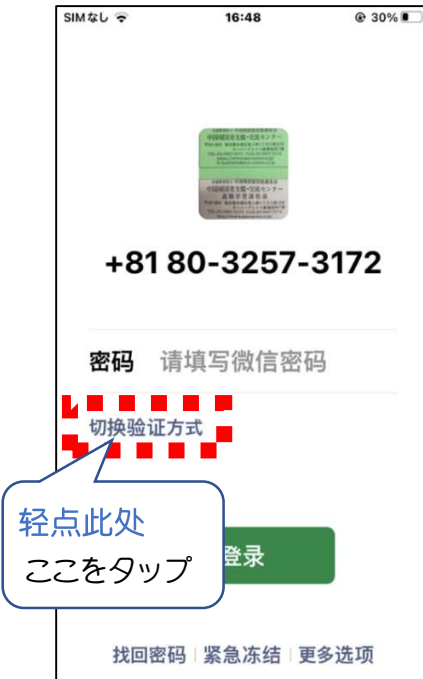 SIMなし 16:48 30%
+81 80-3257-3172
密码 请填写微信密码
切换验证方式
轻点此处
ここをタップ
登录
找回密码 | 紧急冻结 | 更多选项